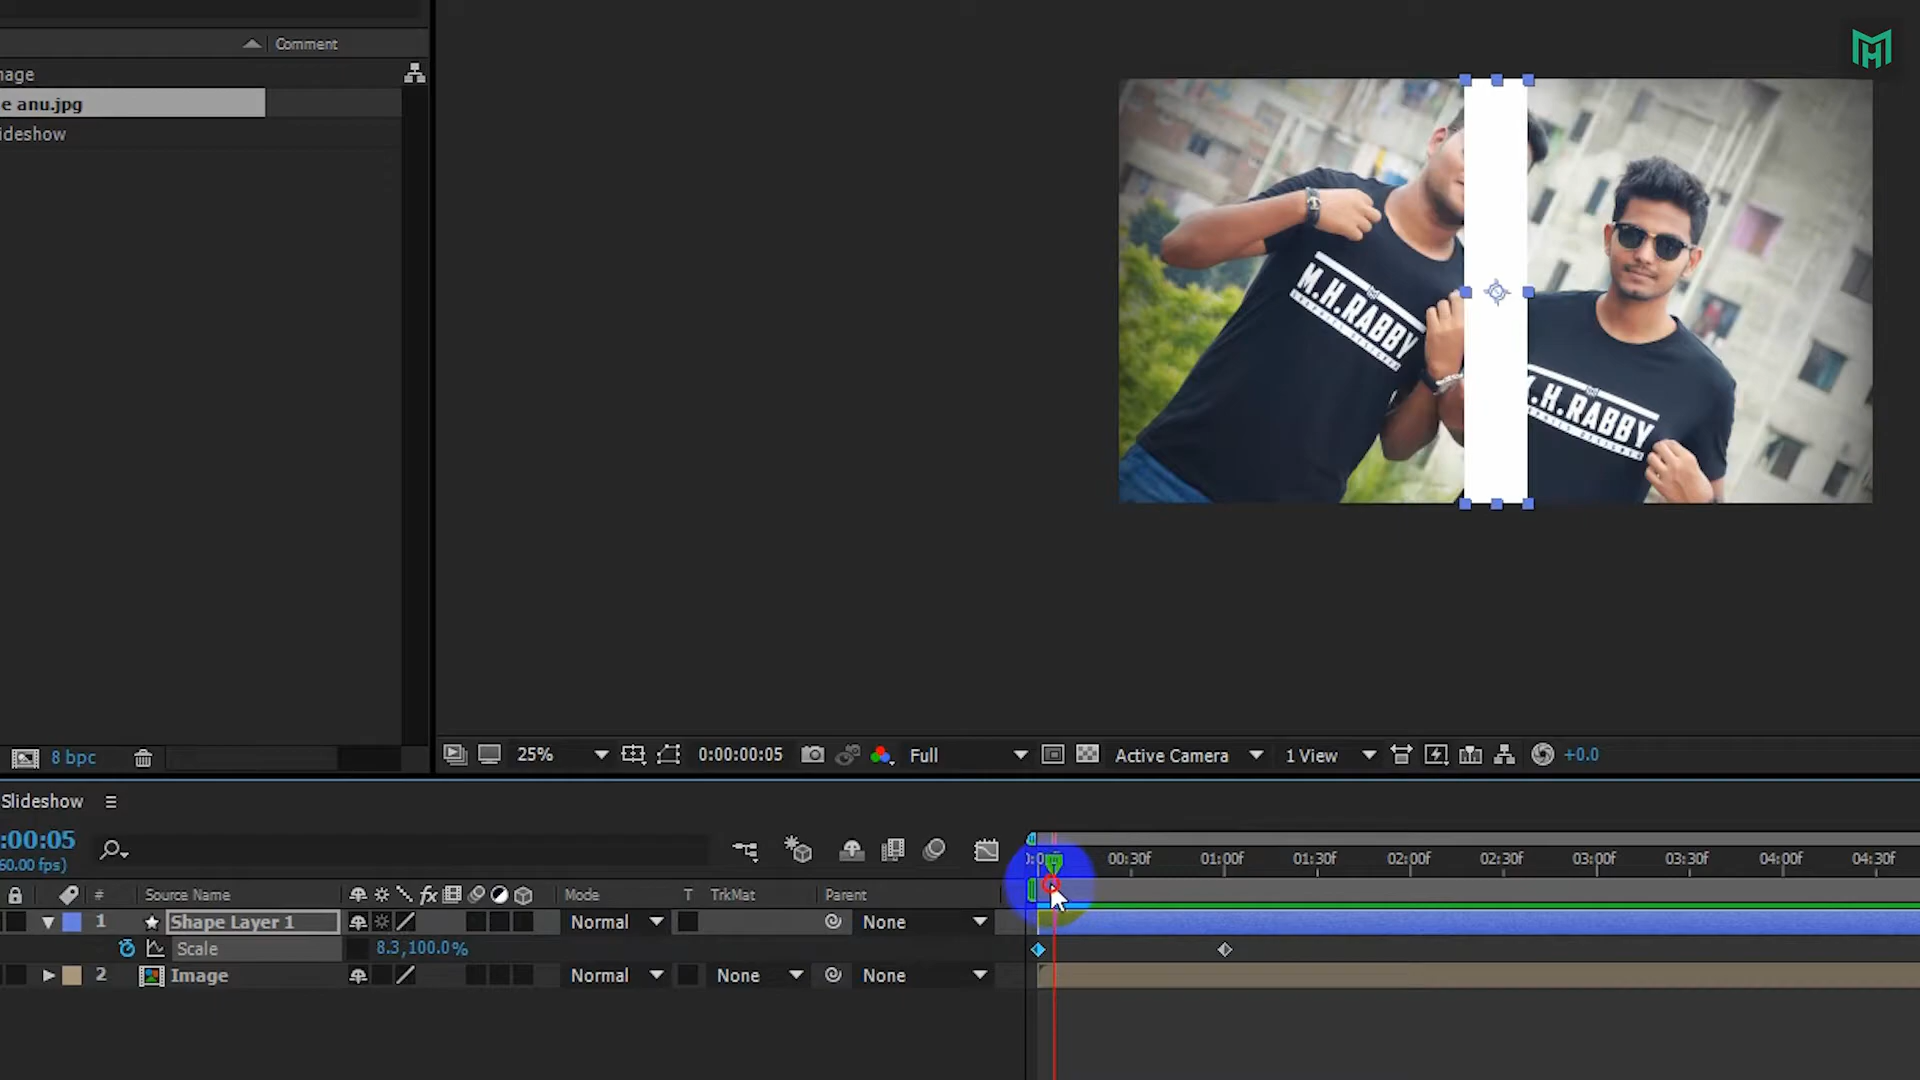 Comment
mage
e anu.jpg
ideshow
M.H.RABBY
.H.RABBY
8 bpc
25%
0:00:00:05
Full
Active Camera
1 View
+0.0
Slideshow
:00:05
60.00 fps)
00:30f
01:00f
01:30f
02:00f
02:30f
03:00f
03:30f
04:00f
04:30f
#
Source Name
fx
Mode
T
TrkMat
Parent
1
Shape Layer 1
Normal
None
Scale
8.3,100.0%
2
Image
Normal
None
None